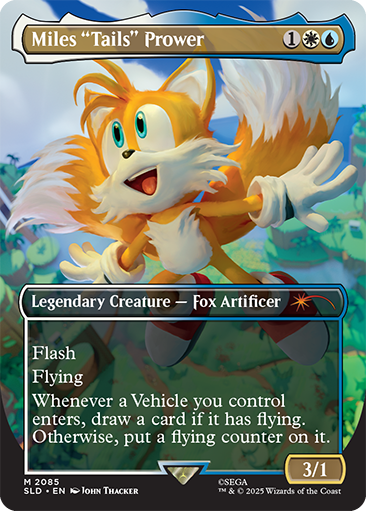 Miles “Tails” Prower 1
Legendary Creature — Fox Artificer
Flash
Flying
Whenever a Vehicle you control
enters, draw a card if it has flying.
Otherwise, put a flying counter on it.
3/1
M 2085
SLD • EN John Thacker
©SEGA
™ & © 2025 Wizards of the Coast